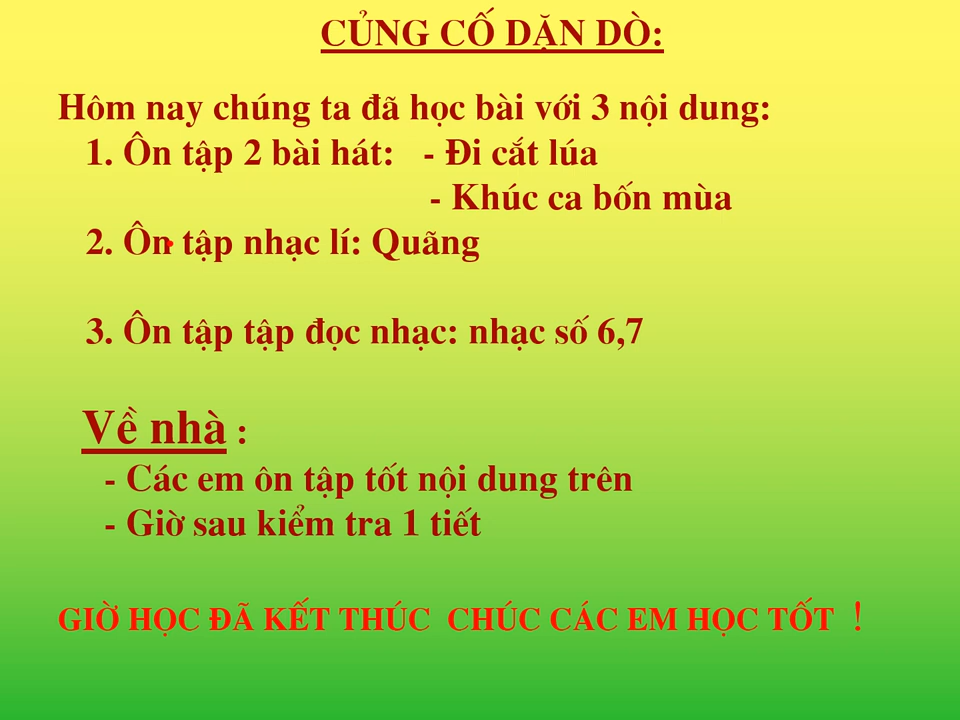 CỦNG CỐ DẶN DÒ:
Hôm nay chúng ta đã học bài với 3 nội dung:
1. Ôn tập 2 bài hát: - Đi cắt lúa
- Khúc ca bốn mùa
2. Ôn tập nhạc lí: Quãng
3. Ôn tập tập đọc nhạc: nhạc số 6,7
Về nhà :
- Các em ôn tập tốt nội dung trên
- Giờ sau kiểm tra 1 tiết
GIỜ HỌC ĐÃ KẾT THÚC CHÚC CÁC EM HỌC TỐT !